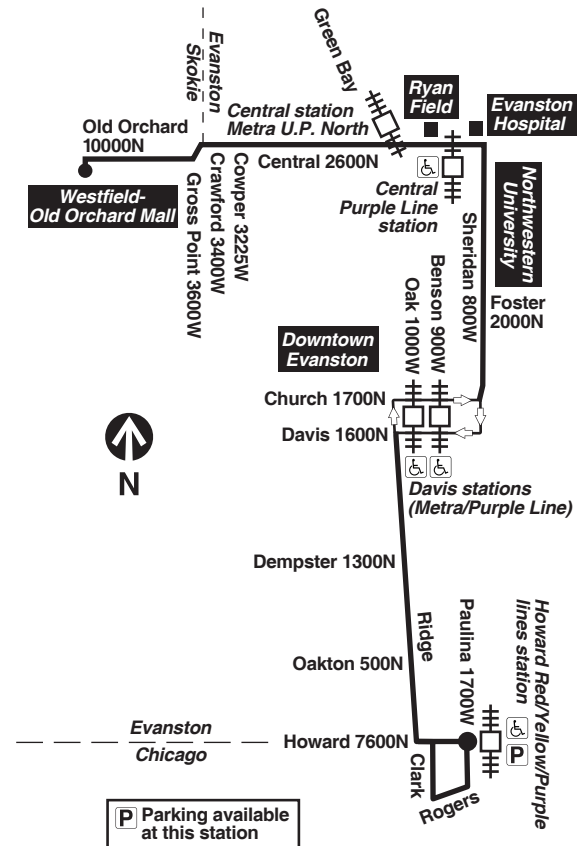 Green Bay
Evanston
Skokie
Ryan
Field
Evanston
Hospital
Central station
Metra U.P. North
Old Orchard
10000N
Central 2600N
Westfield-
Old Orchard Mall
Gross Point 3600W
Crawford 3400W
Cowper 3225W
Central
Purple Line
station
Northwestern
University
Sheridan 800W
Foster
2000N
Benson 900W
Oak 1000W
Downtown
Evanston
Church 1700N
Davis 1600N
N
Davis stations
(Metra/Purple Line)
Dempster 1300N
Ridge
Paulina 1700W
Howard Red/Yellow/Purple
lines station
Oakton 500N
Evanston
Chicago
Howard 7600N
P
Clark
Rogers
P Parking available
at this station